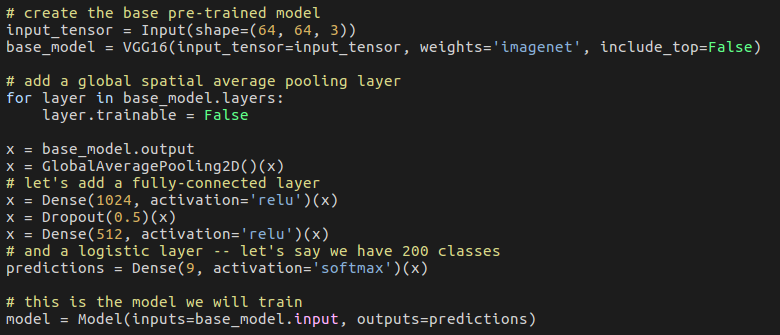 # create the base pre-trained model
input_tensor = Input(shape=(64, 64, 3))
base_model = VGG16(input_tensor=input_tensor, weights='imagenet', include_top=False)

# add a global spatial average pooling layer
for layer in base_model.layers:
    layer.trainable = False

x = base_model.output
x = GlobalAveragePooling2D()(x)
# let's add a fully-connected layer
x = Dense(1024, activation='relu')(x)
x = Dropout(0.5)(x)
x = Dense(512, activation='relu')(x)
# and a logistic layer -- let's say we have 200 classes
predictions = Dense(9, activation='softmax')(x)

# this is the model we will train
model = Model(inputs=base_model.input, outputs=predictions)